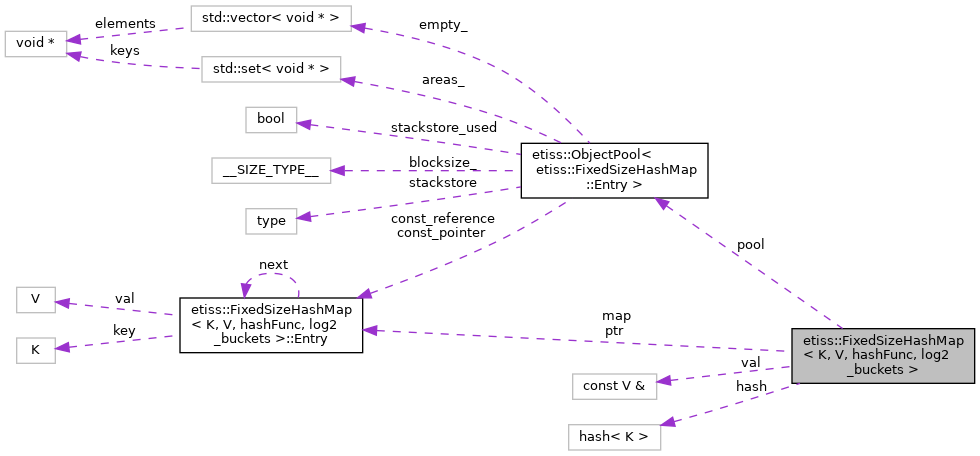 std::vector< void * >
empty_
elements
void *
keys
std::set< void * >
areas_
bool
stackstore_used
etiss::ObjectPool<
etiss::FixedSizeHashMap
::Entry >
__SIZE_TYPE__
blocksize_
stackstore
type
const_reference
const_pointer
pool
next
V
val
etiss::FixedSizeHashMap
< K, V, hashFunc, log2
_buckets >::Entry
map
ptr
key
K
etiss::FixedSizeHashMap
< K, V, hashFunc, log2
_buckets >
val
const V &
hash
hash< K >